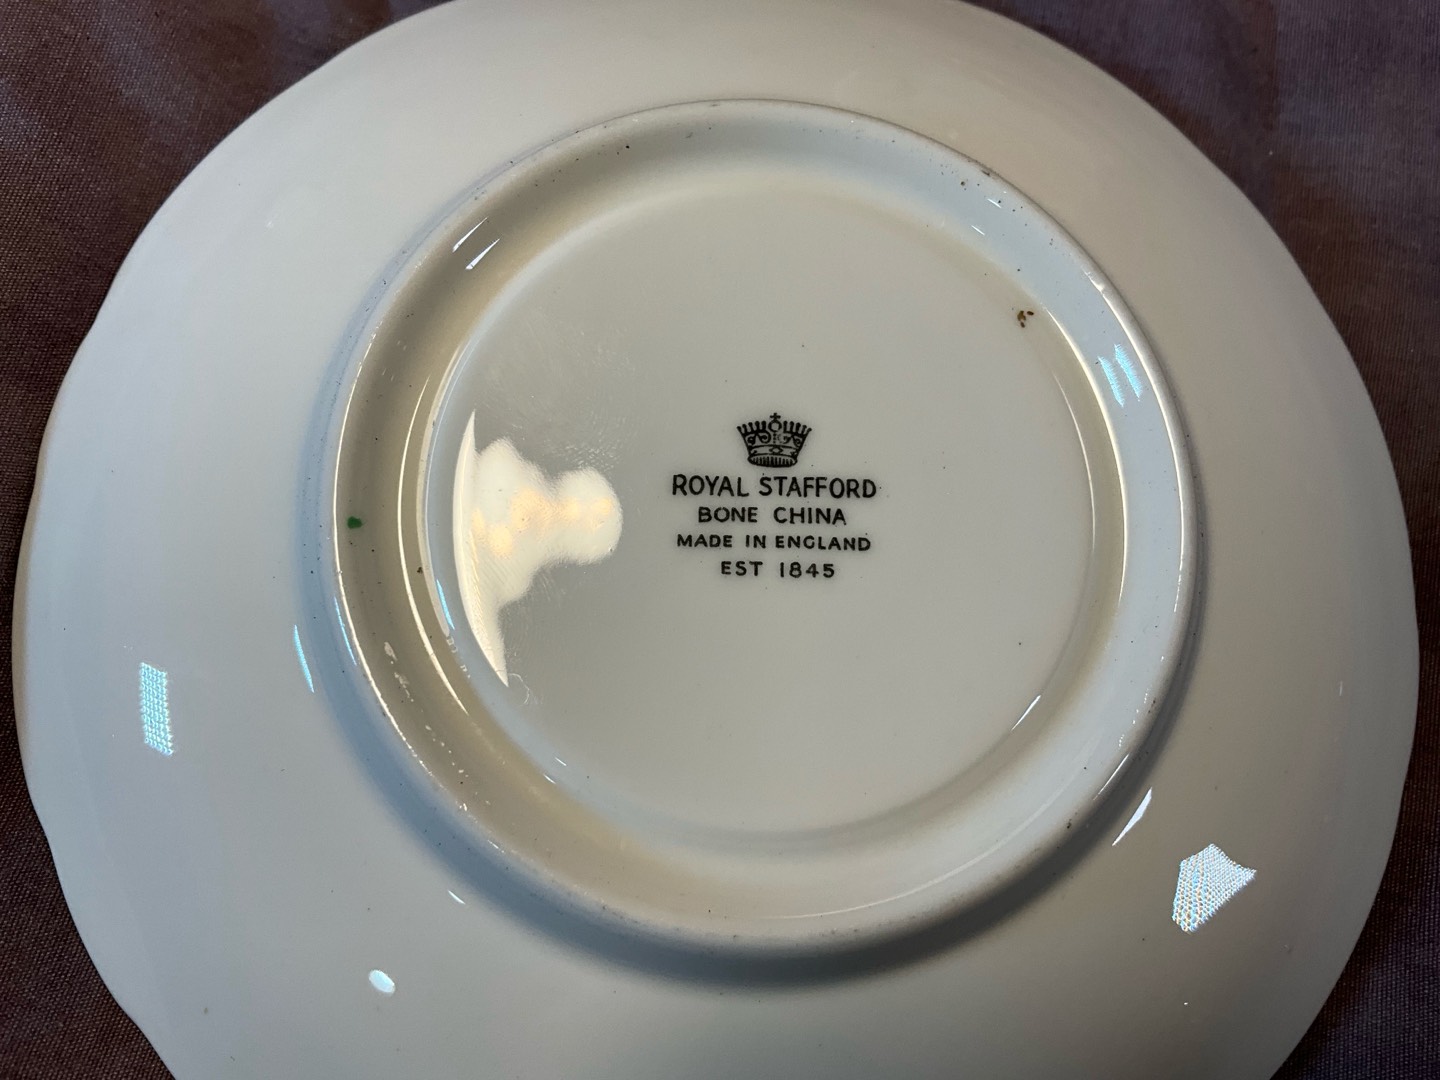 ROYAL STAFFORD
BONE CHINA
MADE IN ENGLAND
EST 1845